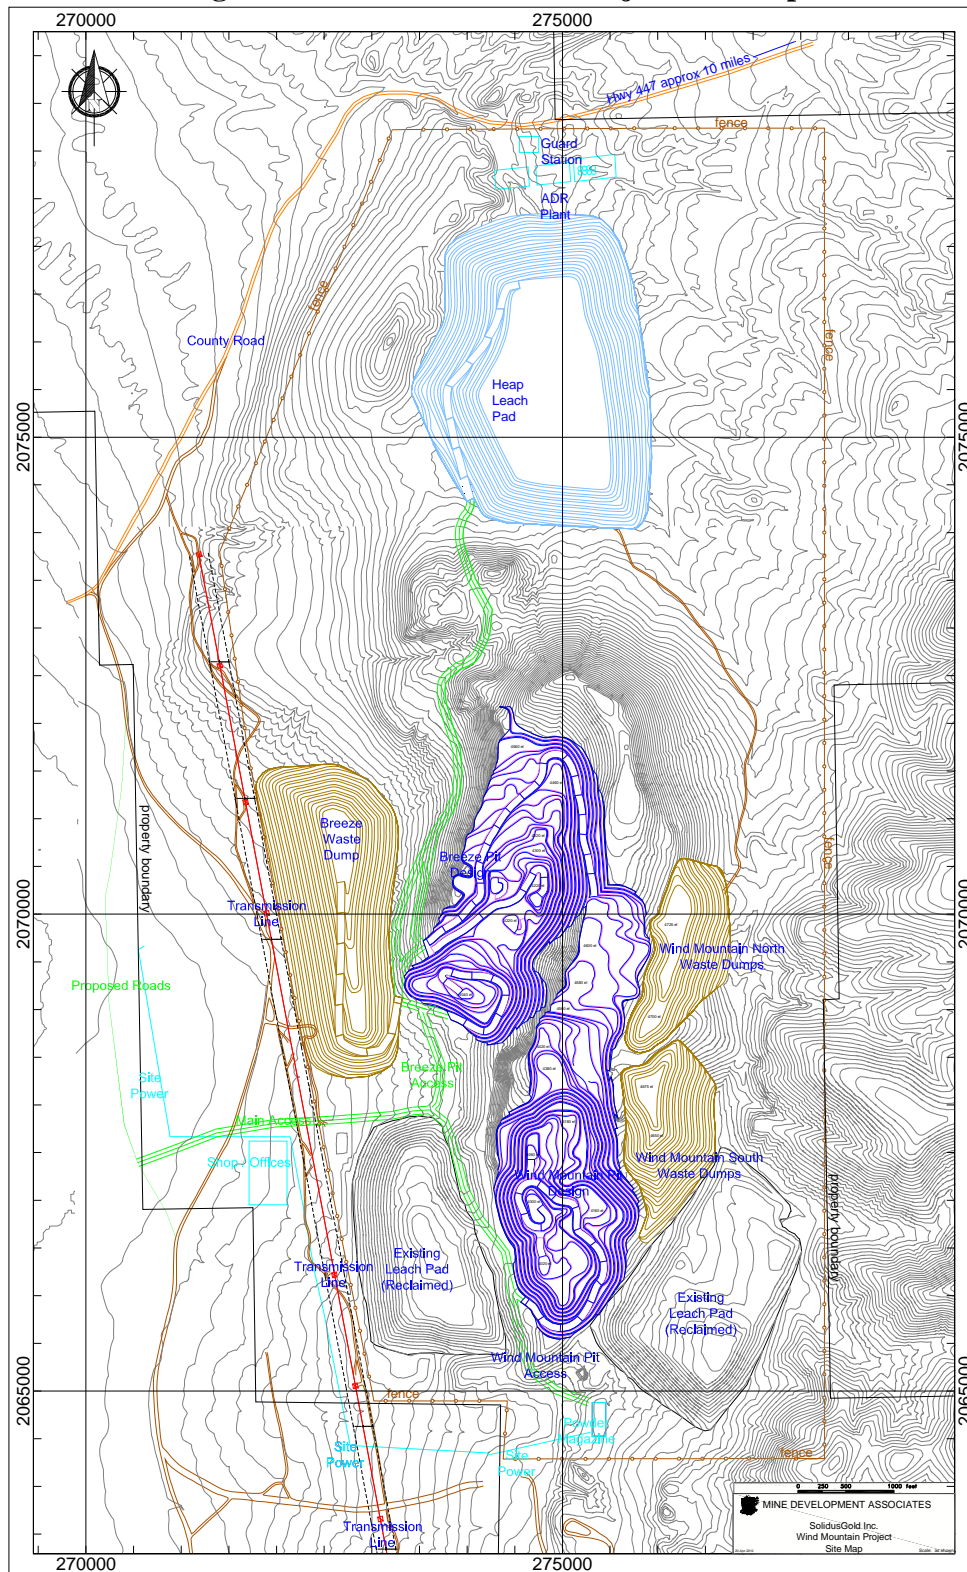 270000
275000
Hwy 447 approx 10 miles
fence
Guard
Station
ADR
Plant
fence
County Road
fence
Heap
Leach
Pad
2075000
2075000
property boundary
Breeze
Waste
Dump
Breeze Pit
Design
fence
Transmission
Line
2070000
2070000
Wind Mountain North
Waste Dumps
Proposed Roads
Site
Power
Breeze Pit
Access
Main Access
Shop / Offices
Wind Mountain South
Waste Dumps
Wind Mountain Pit
Design
property boundary
Existing
Leach Pad
(Reclaimed)
Transmission
Line
Existing
Leach Pad
(Reclaimed)
Wind Mountain Pit
Access
2065000
2065000
fence
Powder
Magazine
Site
Power
Site
Power
fence
Transmission
Line
0 250 500 1000 feet
MINE DEVELOPMENT ASSOCIATES
SolidusGold Inc.
Wind Mountain Project
Site Map
270000
275000